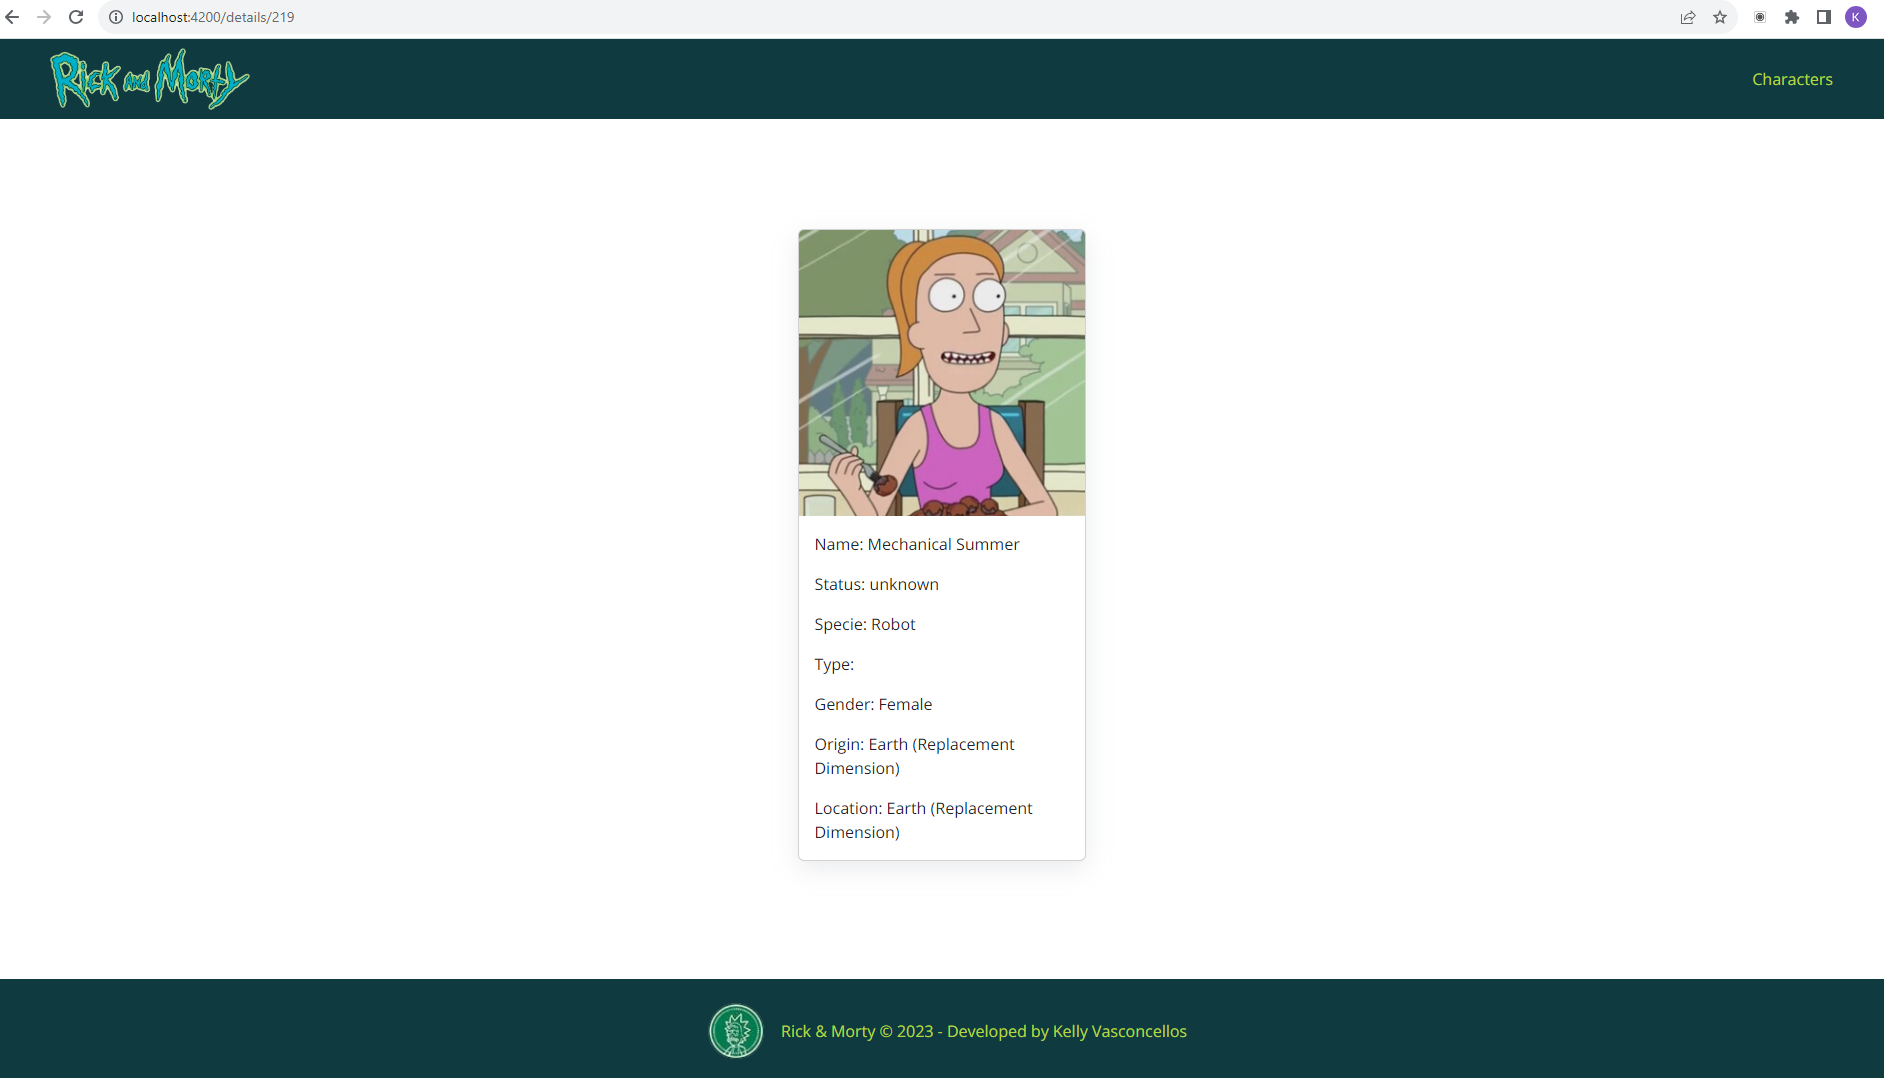 localhost:4200/details/219
K
Rick and Morty
Characters
Name: Mechanical Summer
Status: unknown
Specie: Robot
Type:
Gender: Female
Origin: Earth (Replacement
Dimension)
Location: Earth (Replacement
Dimension)
Rick & Morty © 2023 - Developed by Kelly Vasconcellos